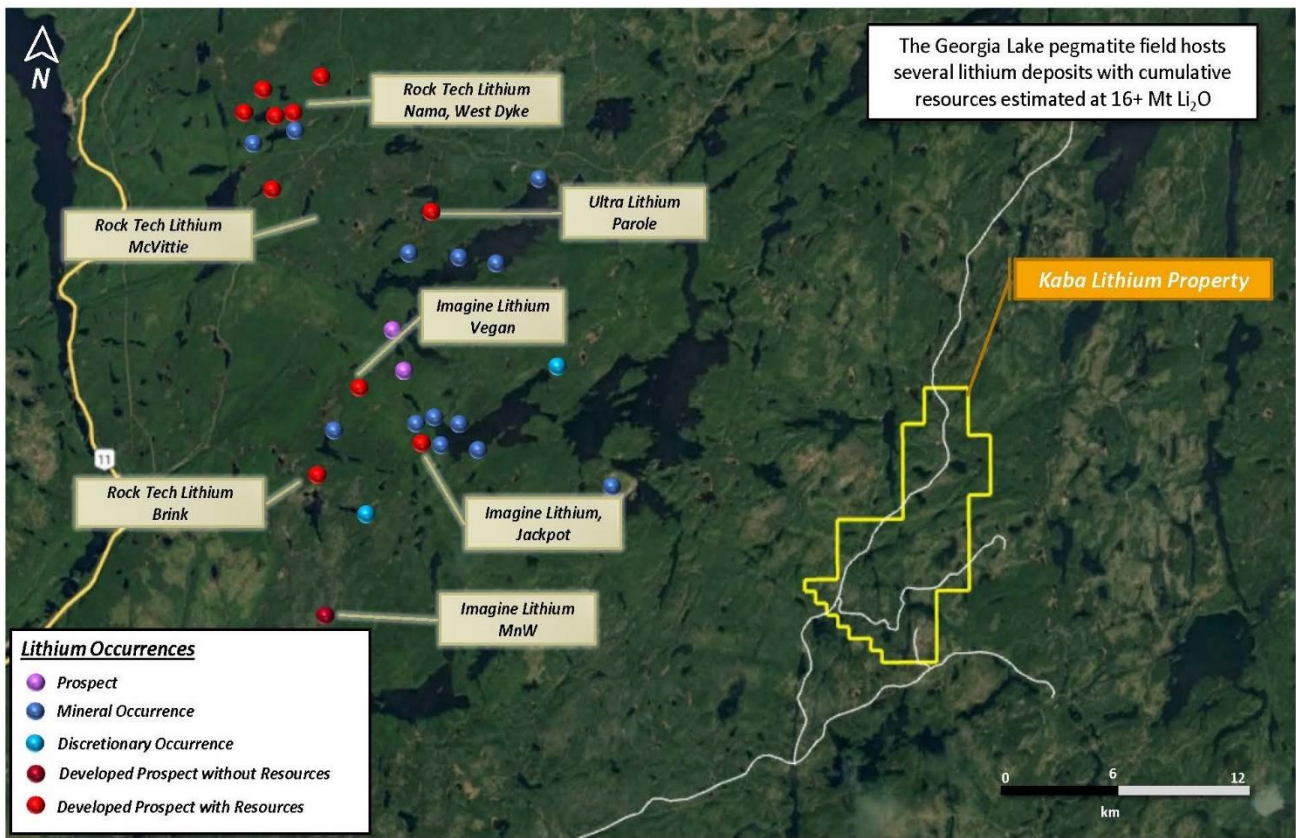 N
The Georgia Lake pegmatite field hosts
several lithium deposits with cumulative
resources estimated at 16+ Mt Li₂O
Rock Tech Lithium
Nama, West Dyke
Rock Tech Lithium
McVittie
Ultra Lithium
Parole
Kaba Lithium Property
Imagine Lithium
Vegan
11
Rock Tech Lithium
Brink
Imagine Lithium,
Jackpot
Imagine Lithium
MnW
Lithium Occurrences
Prospect
Mineral Occurrence
Discretionary Occurrence
Developed Prospect without Resources
Developed Prospect with Resources
0 6 12
km